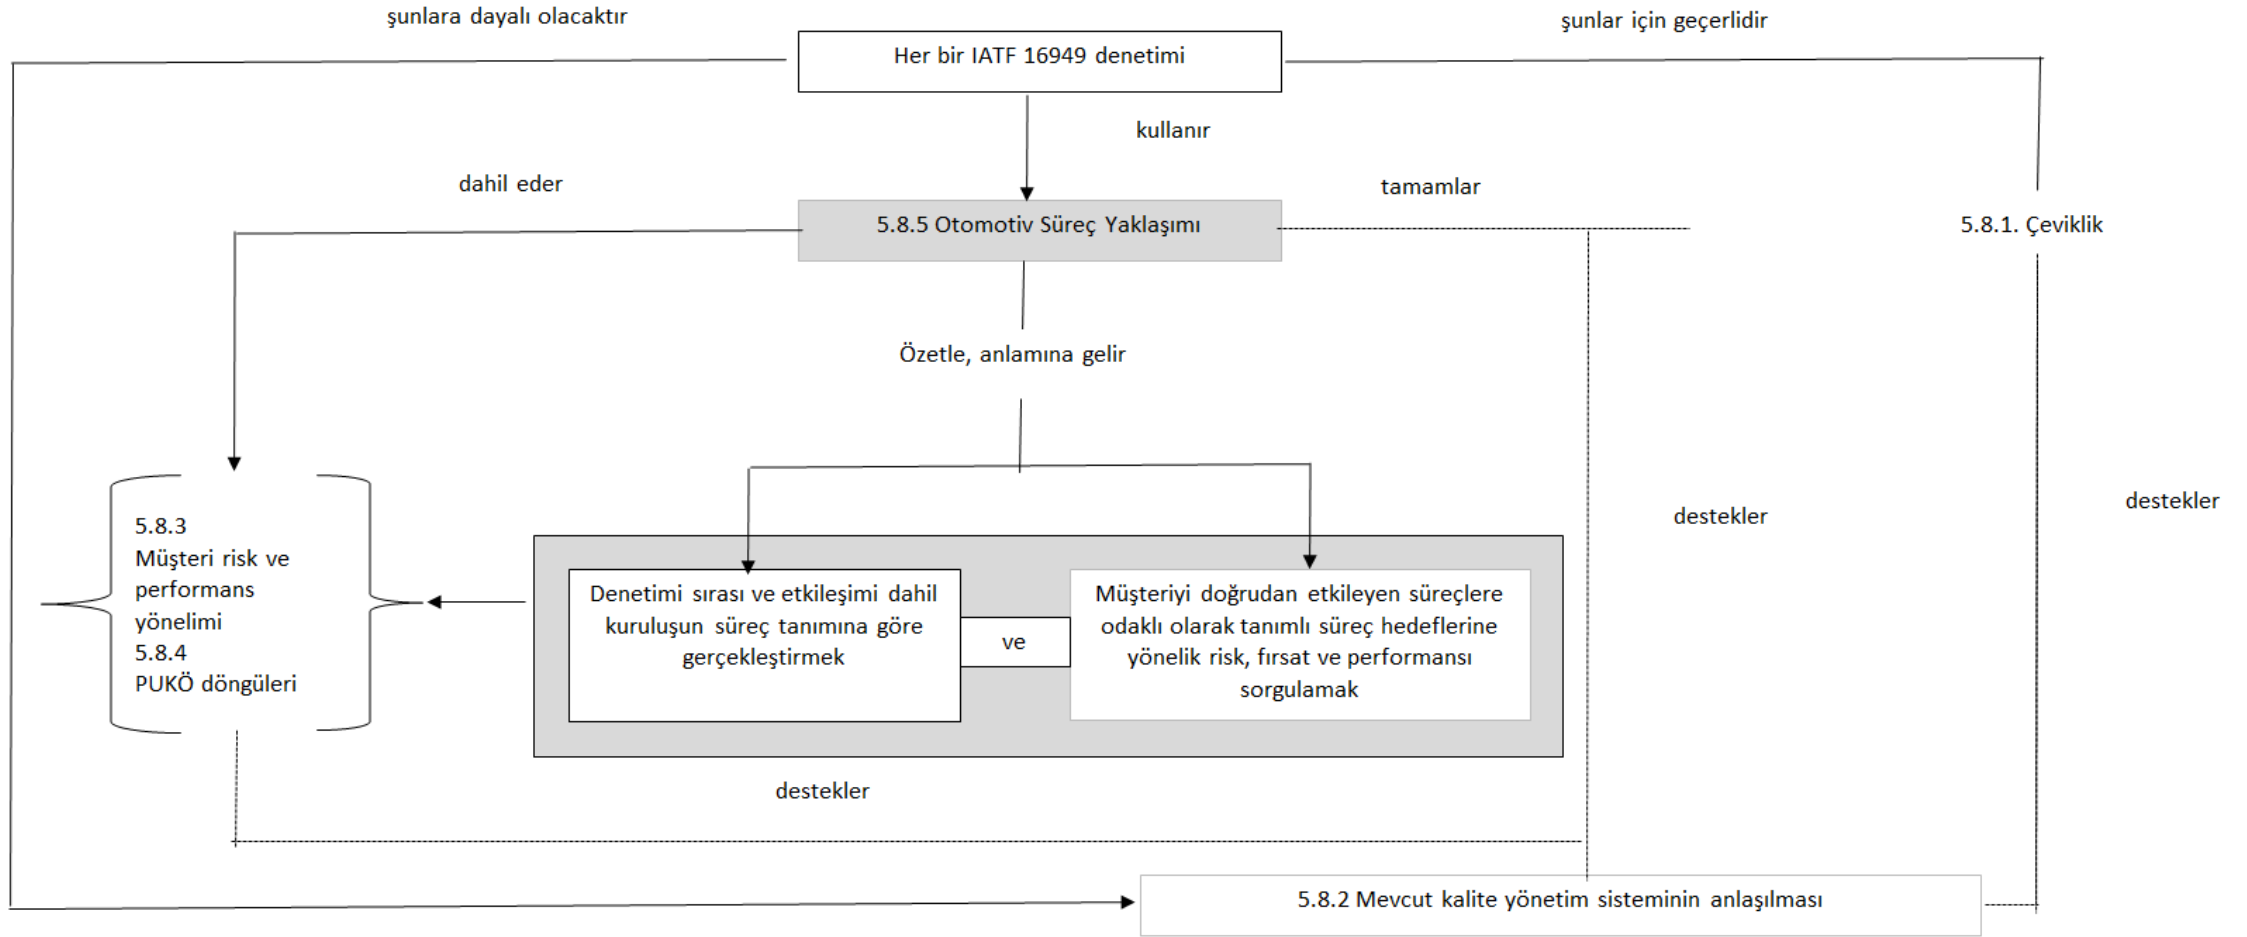 şunlara dayalı olacaktır
şunlar için geçerlidir
Her bir IATF 16949 denetimi
kullanır
dahil eder
tamamlar
5.8.5 Otomotiv Süreç Yaklaşımı
5.8.1. Çeviklik
Özetle, anlamına gelir
destekler
destekler
5.8.3
Müşteri risk ve
performans
yönelimi
5.8.4
PUKÖ döngüleri
Denetimi sırası ve etkileşimi dahil
kuruluşun süreç tanımına göre
gerçekleştirmek
ve
Müşteriyi doğrudan etkileyen süreçlere
odaklı olarak tanımlı süreç hedeflerine
yönelik risk, fırsat ve performansı
sorgulamak
destekler
5.8.2 Mevcut kalite yönetim sisteminin anlaşılması